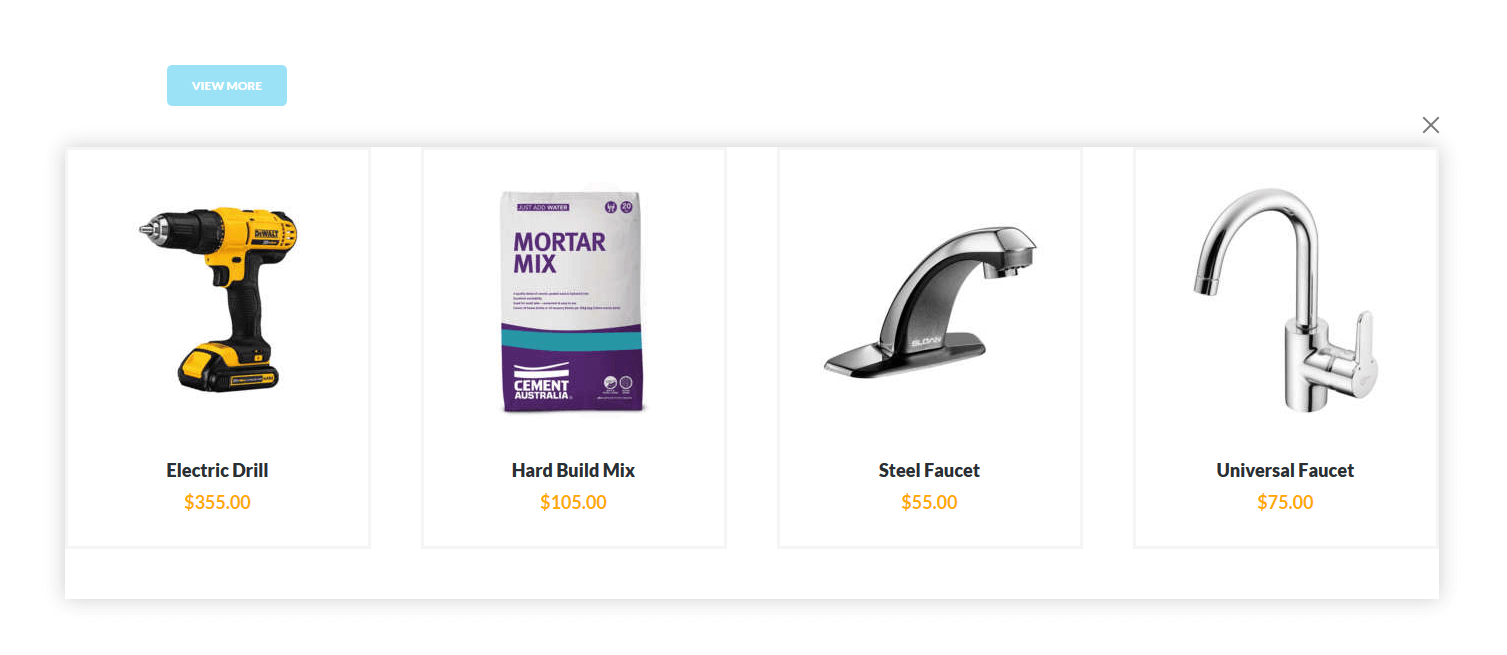 VIEW MORE
DEWALT
JUST ADD WATER
20
MORTAR
MIX
CEMENT
AUSTRALIA
SLOAN
Electric Drill
Hard Build Mix
Steel Faucet
Universal Faucet
$355.00
$105.00
$55.00
$75.00